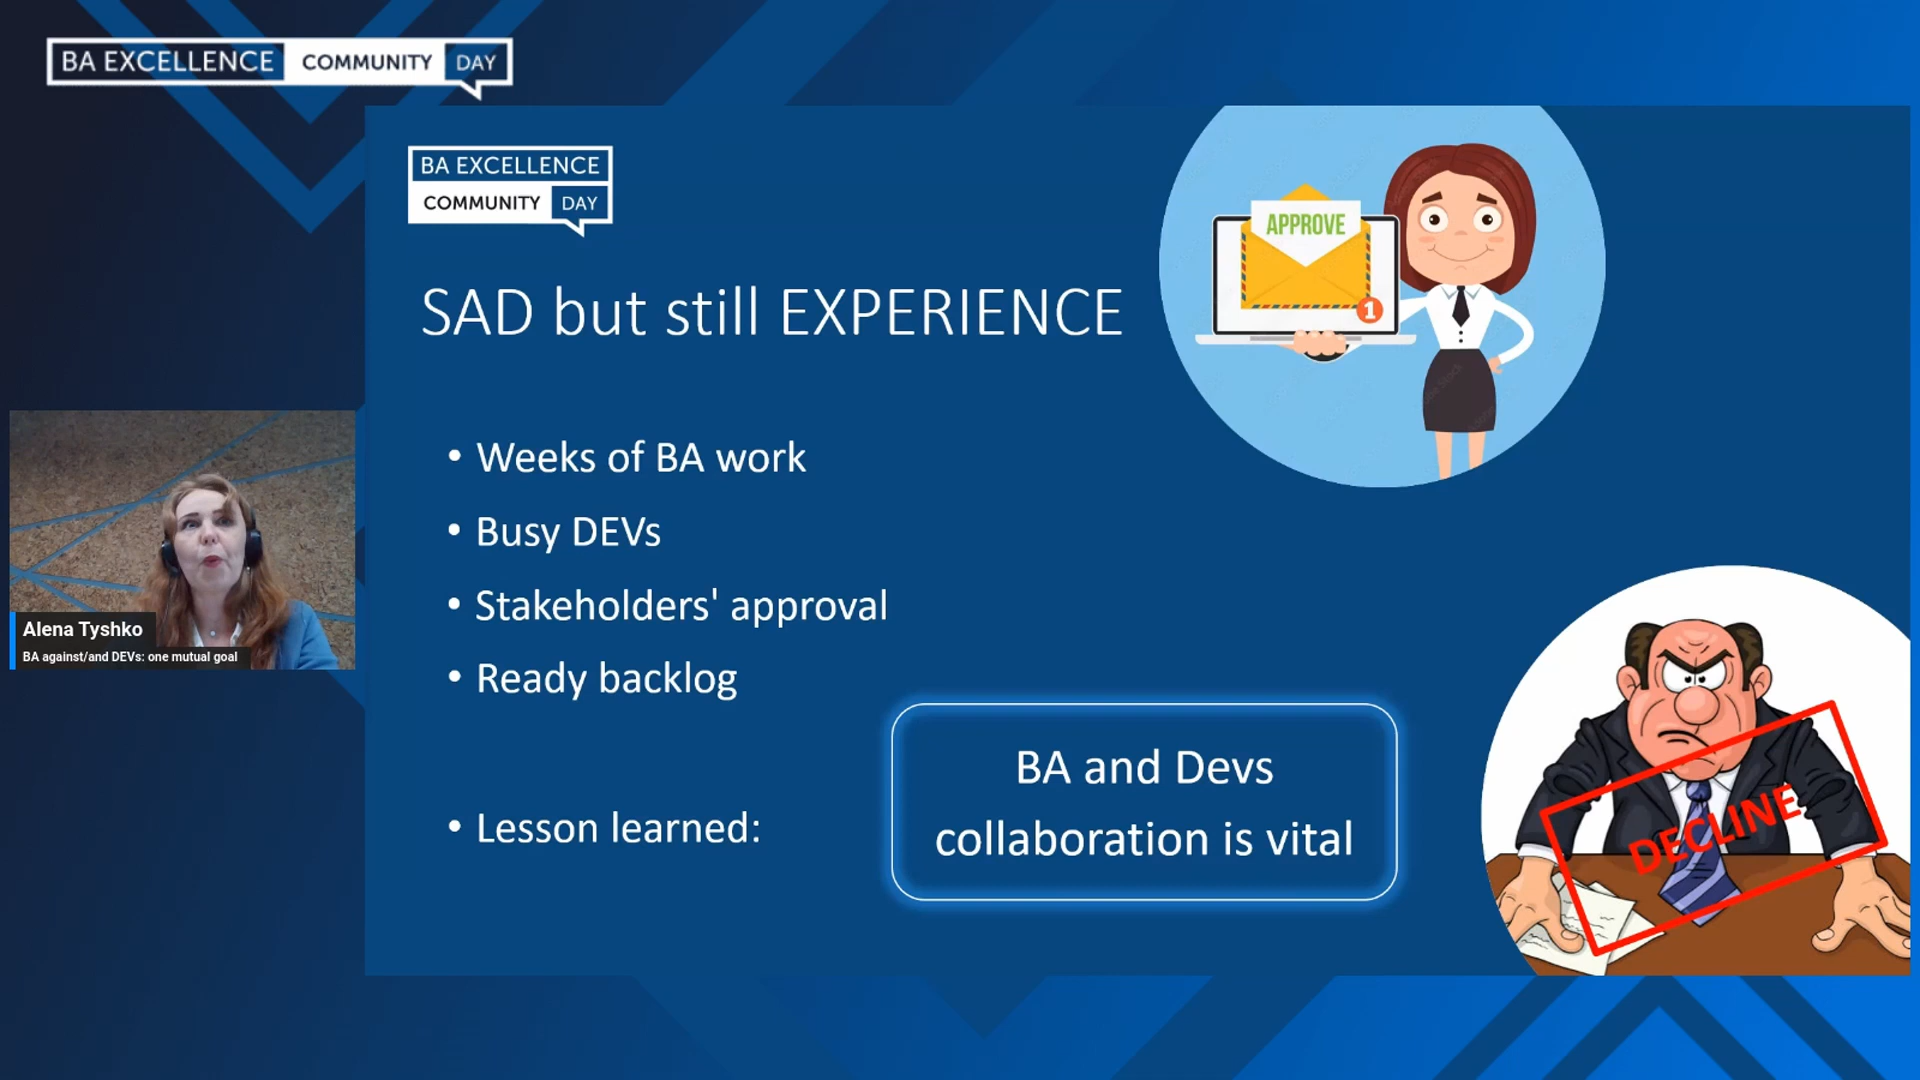 BA EXCELLENCE COMMUNITY DAY
BA EXCELLENCE
COMMUNITY DAY
APPROVE
1
SAD but still EXPERIENCE
• Weeks of BA work
• Busy DEVs
• Stakeholders' approval
• Ready backlog
• Lesson learned:
BA and Devs
collaboration is vital
DECLINE
Alena Tyshko
BA against/and DEVs: one mutual goal